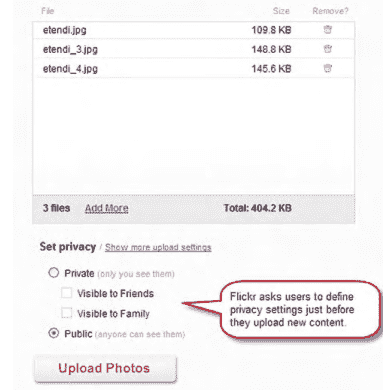 File Size Remove?
etendi.jpg 109.8 KB
etendi_3.jpg 148.8 KB
etendi_4.jpg 145.6 KB
3 files Add More Total: 404.2 KB
Set privacy / Show more upload settings
Private (only you see them)
Visible to Friends
Visible to Family
Public (anyone can see them)
Flickr asks users to define
privacy settings just before
they upload new content.
Upload Photos